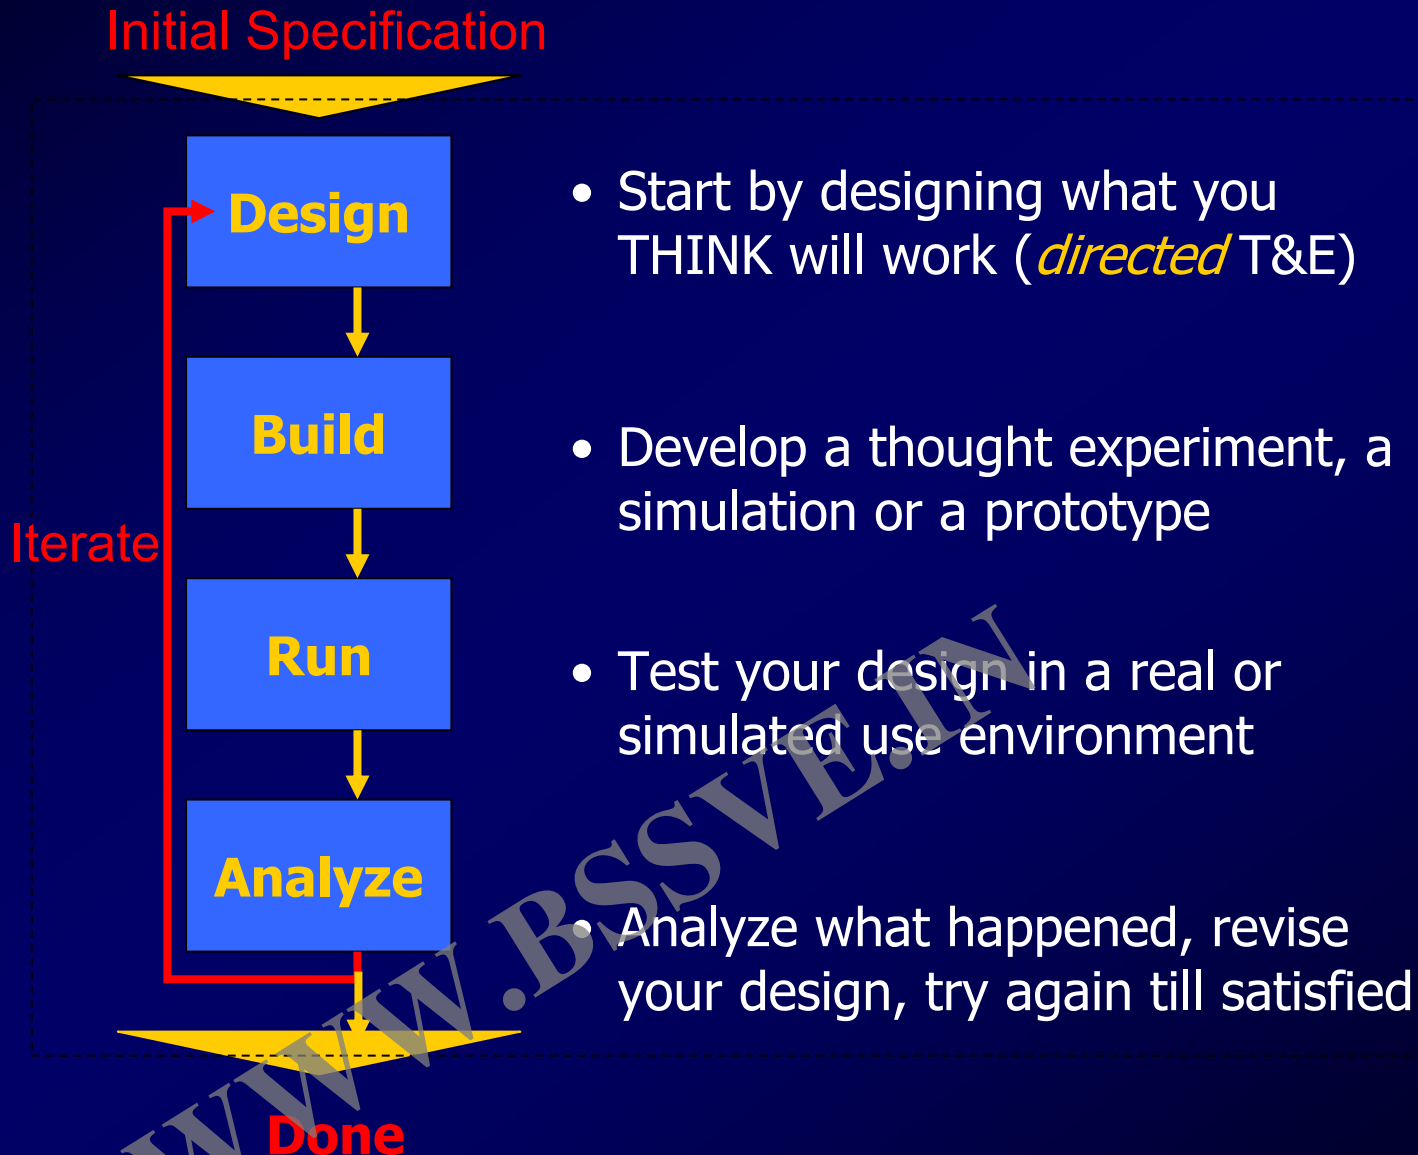 Initial Specification
Design
• Start by designing what you
THINK will work (directed T&E)
Build
• Develop a thought experiment, a
simulation or a prototype
Iterate
Run
• Test your design in a real or
simulated use environment
Analyze
• Analyze what happened, revise
your design, try again till satisfied
Done
WWW.BSSVE.IN